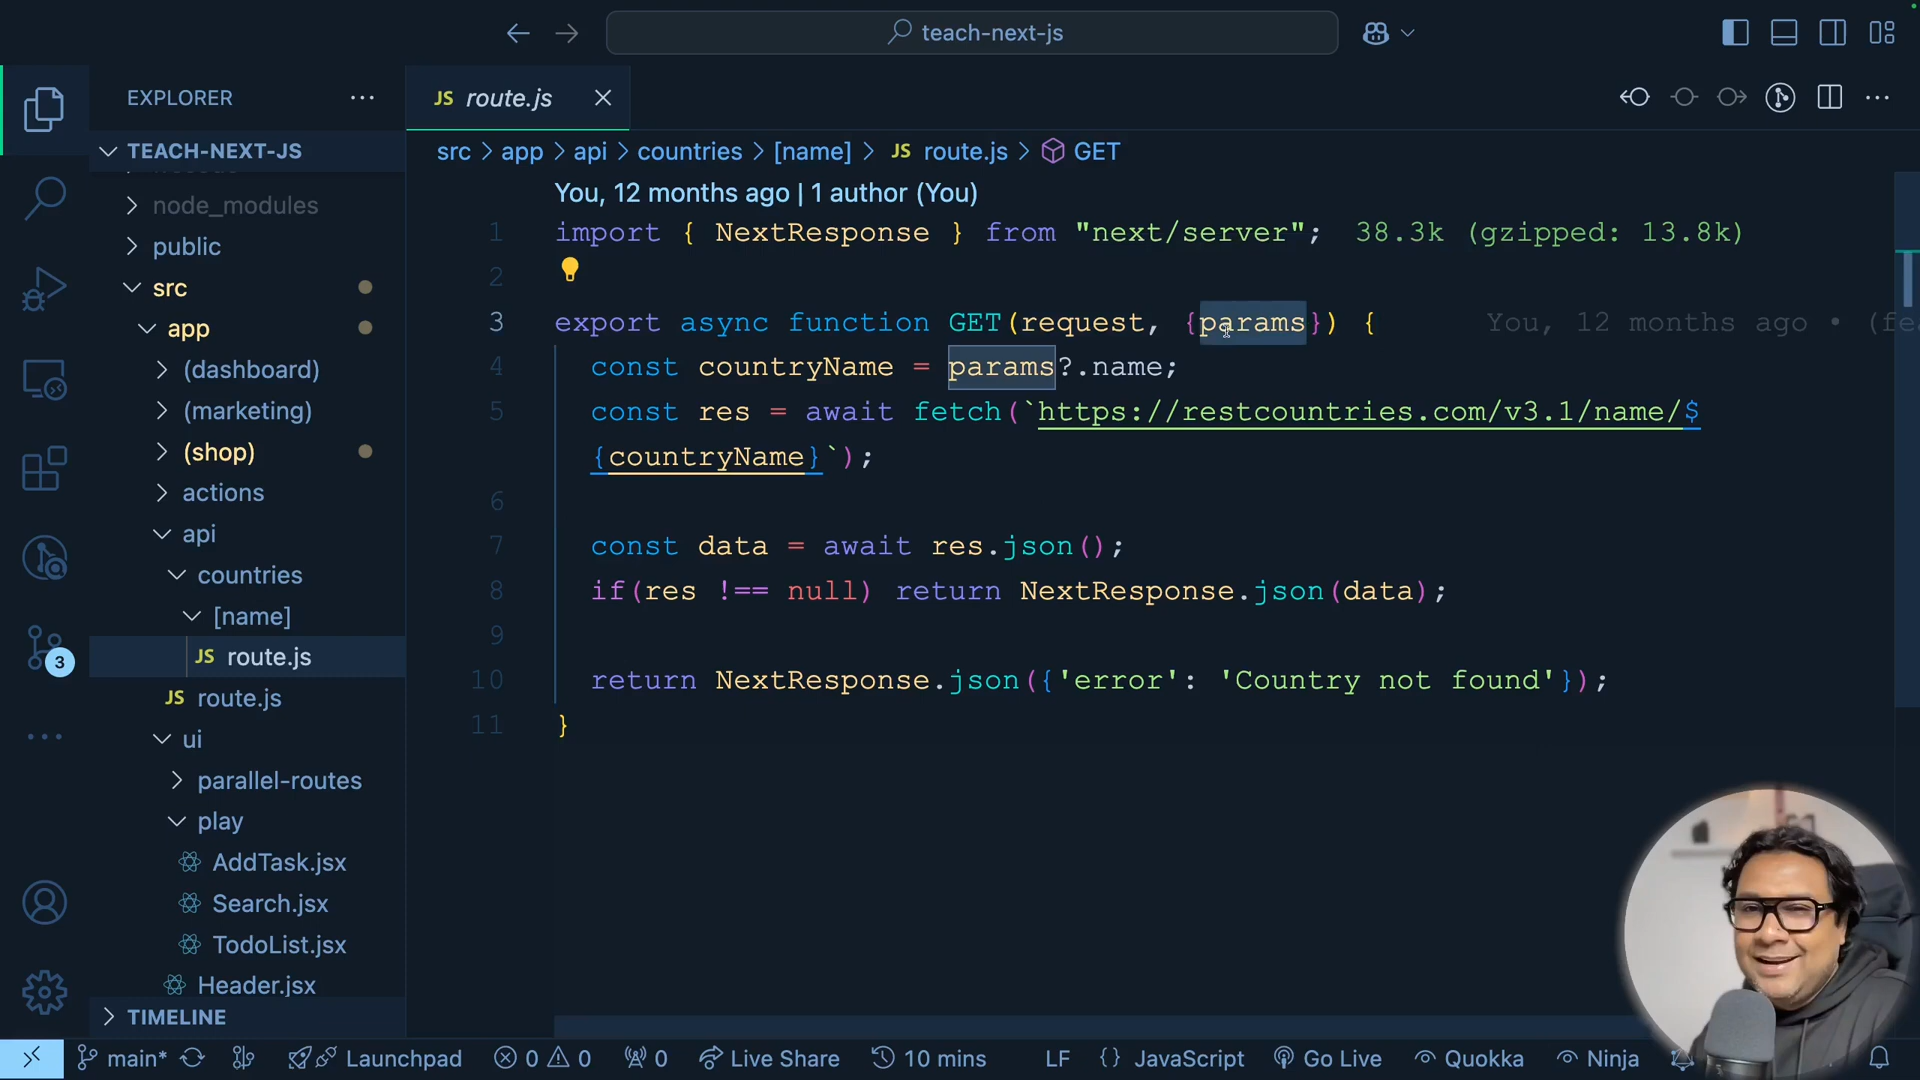 teach-next-js
EXPLORER
JS route.js
TEACH-NEXT-JS
node_modules
public
src
app
(dashboard)
(marketing)
(shop)
actions
api
countries
[name]
JS route.js
JS route.js
ui
parallel-routes
play
AddTask.jsx
Search.jsx
TodoList.jsx
Header.jsx
TIMELINE
3
src > app > api > countries > [name] > JS route.js > GET
You, 12 months ago | 1 author (You)
1 import { NextResponse } from "next/server"; 38.3k (gzipped: 13.8k)
2
3 export async function GET(request, {params}) { You, 12 months ago • (fea
4 const countryName = params?.name;
5 const res = await fetch(`https://restcountries.com/v3.1/name/$
{countryName}`);
6
7 const data = await res.json();
8 if(res !== null) return NextResponse.json(data);
9
10 return NextResponse.json({'error': 'Country not found'});
11 }
main* Launchpad 0 0 0 Live Share 10 mins LF {} JavaScript Go Live Quokka Ninja